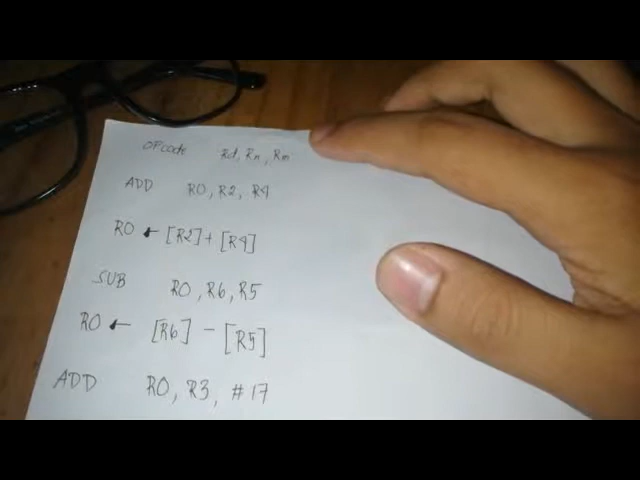 OPcode Rd, Rn, Rm
ADD R0, R2, R4
R0 ← [R2] + [R4]
SUB R0, R6, R5
R0 ← [R6] - [R5]
ADD R0, R3, #17